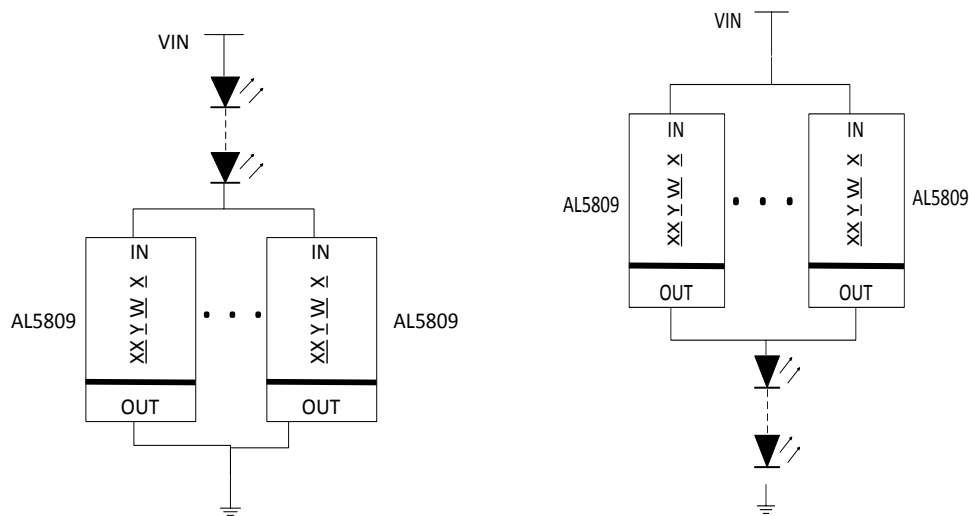 VIN
IN
IN
XX Y W X
XX Y W X
AL5809
AL5809
OUT
OUT
VIN
IN
IN
XX Y W X
XX Y W X
AL5809
AL5809
OUT
OUT